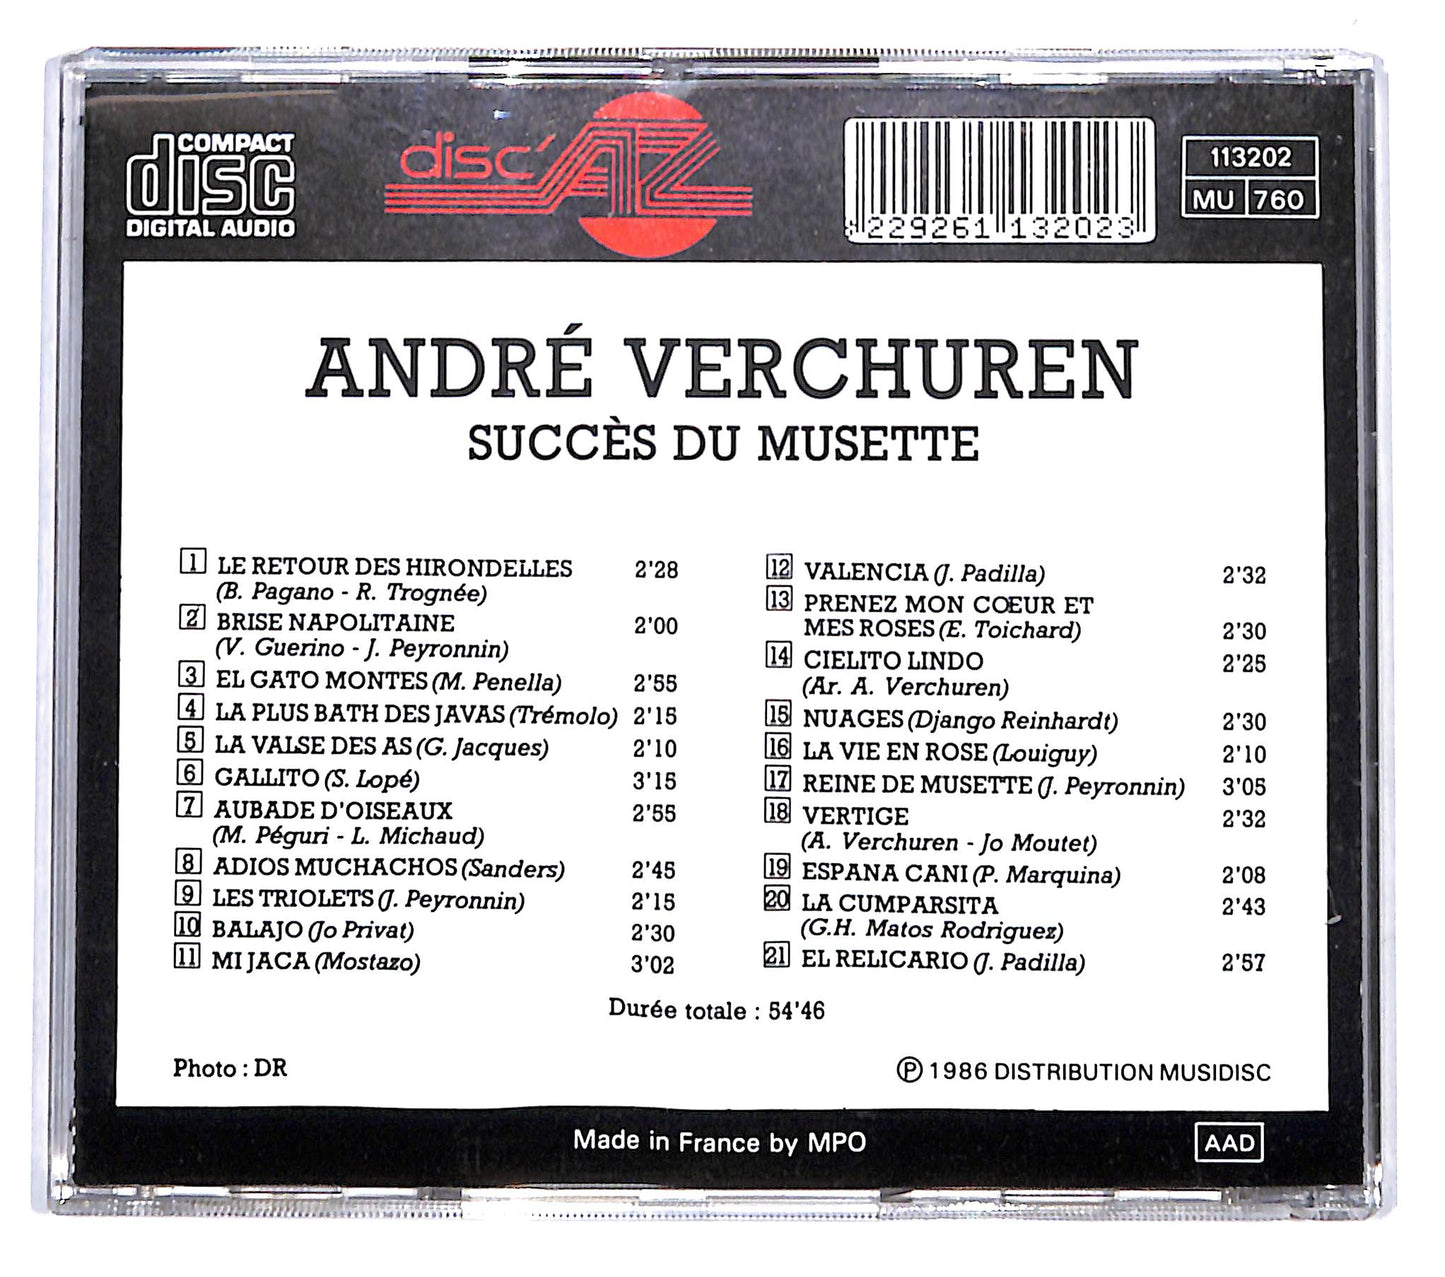 COMPACT
disc
DIGITAL AUDIO
disc'AZ
8 229261 132023
113202
MU 760
ANDRÉ VERCHUREN
SUCCÈS DU MUSETTE
1 LE RETOUR DES HIRONDELLES 2'28
(B. Pagano - R. Trognée)
2 BRISE NAPOLITAINE 2'00
(V. Guerino - J. Peyronnin)
3 EL GATO MONTES (M. Penella) 2'55
4 LA PLUS BATH DES JAVAS (Trémolo) 2'15
5 LA VALSE DES AS (G. Jacques) 2'10
6 GALLITO (S. Lopé) 3'15
7 AUBADE D'OISEAUX 2'55
(M. Péguri - L. Michaud)
8 ADIOS MUCHACHOS (Sanders) 2'45
9 LES TRIOLETS (J. Peyronnin) 2'15
10 BALAJO (Jo Privat) 2'30
11 MI JACA (Mostazo) 3'02
12 VALENCIA (J. Padilla) 2'32
13 PRENEZ MON CŒUR ET
MES ROSES (E. Toichard) 2'30
14 CIELITO LINDO 2'25
(Ar. A. Verchuren)
15 NUAGES (Django Reinhardt) 2'30
16 LA VIE EN ROSE (Louiguy) 2'10
17 REINE DE MUSETTE (J. Peyronnin) 3'05
18 VERTIGE 2'32
(A. Verchuren - Jo Moutet)
19 ESPANA CANI (P. Marquina) 2'08
20 LA CUMPARSITA 2'43
(G.H. Matos Rodriguez)
21 EL RELICARIO (J. Padilla) 2'57
Durée totale : 54'46
Photo : DR
℗ 1986 DISTRIBUTION MUSIDISC
Made in France by MPO
AAD